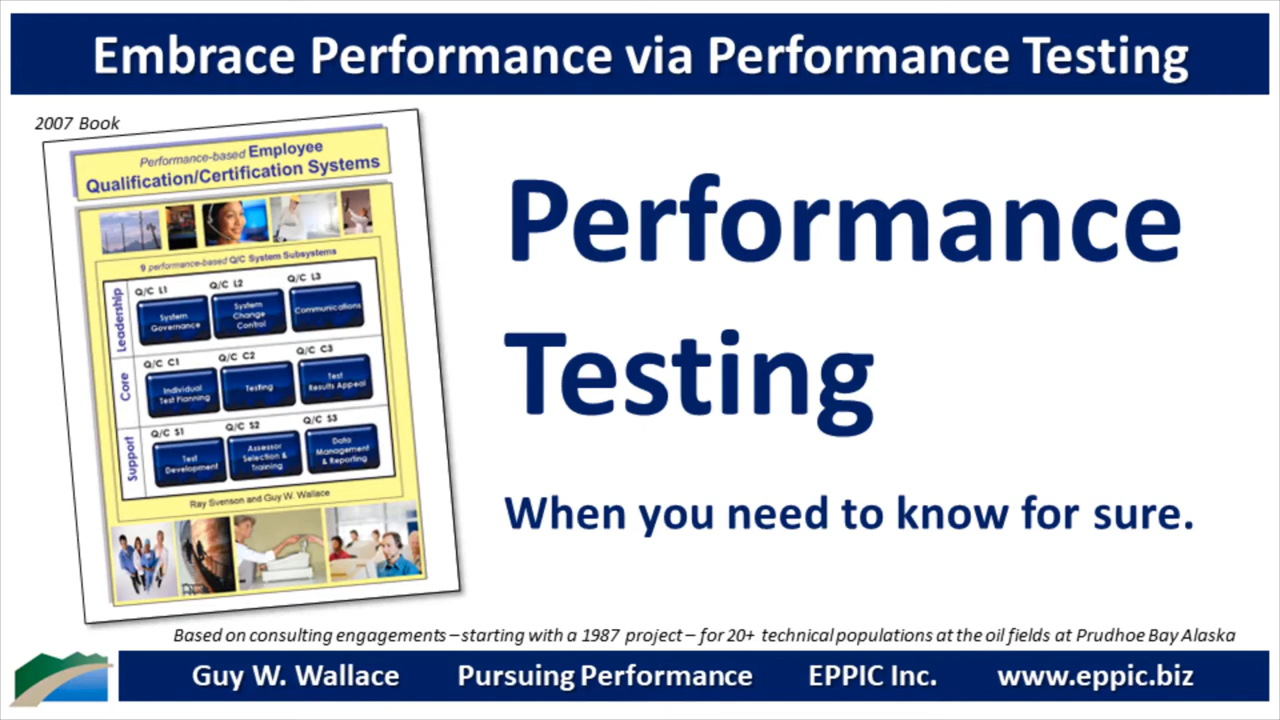 Embrace Performance via Performance Testing
2007 Book
Performance-based Employee
Qualification/Certification Systems
9 performance-based Q/C System Subsystems
Leadership
Q/C L1
Q/C L2
Q/C L3
System
Governance
System
Change
Control
Communications
Core
Q/C C1
Q/C C2
Q/C C3
Individual
Test Planning
Testing
Test
Results Appeal
Support
Q/C S1
Q/C S2
Q/C S3
Test
Development
Assessor
Selection &
Training
Data
Management
& Reporting
Ray Svenson and Guy W. Wallace
Performance
Testing
When you need to know for sure.
Based on consulting engagements – starting with a 1987 project – for 20+ technical populations at the oil fields at Prudhoe Bay Alaska
Guy W. Wallace Pursuing Performance EPPIC Inc. www.eppic.biz